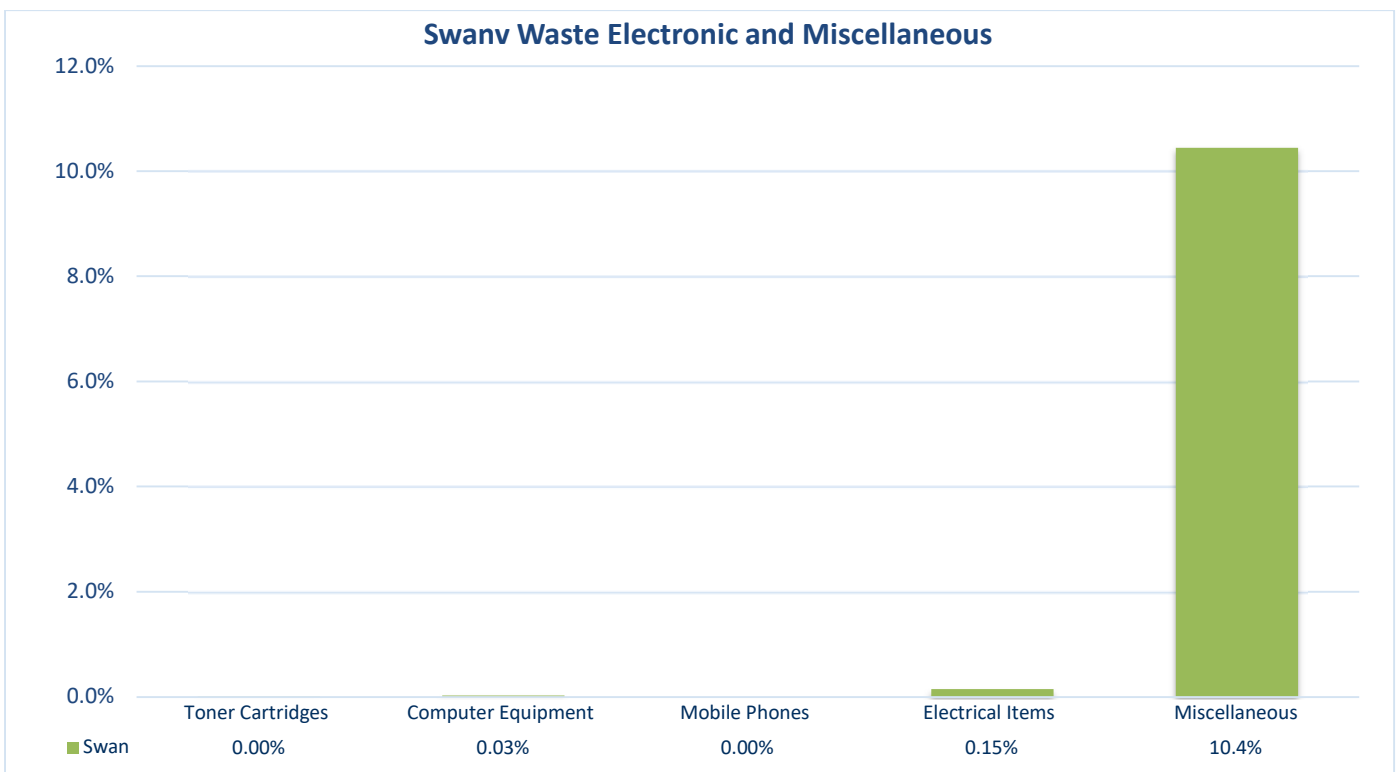 Swanv Waste Electronic and Miscellaneous
12.0%
10.0%
8.0%
6.0%
4.0%
2.0%
0.0%
Toner Cartridges Computer Equipment Mobile Phones Electrical Items Miscellaneous
Swan 0.00% 0.03% 0.00% 0.15% 10.4%